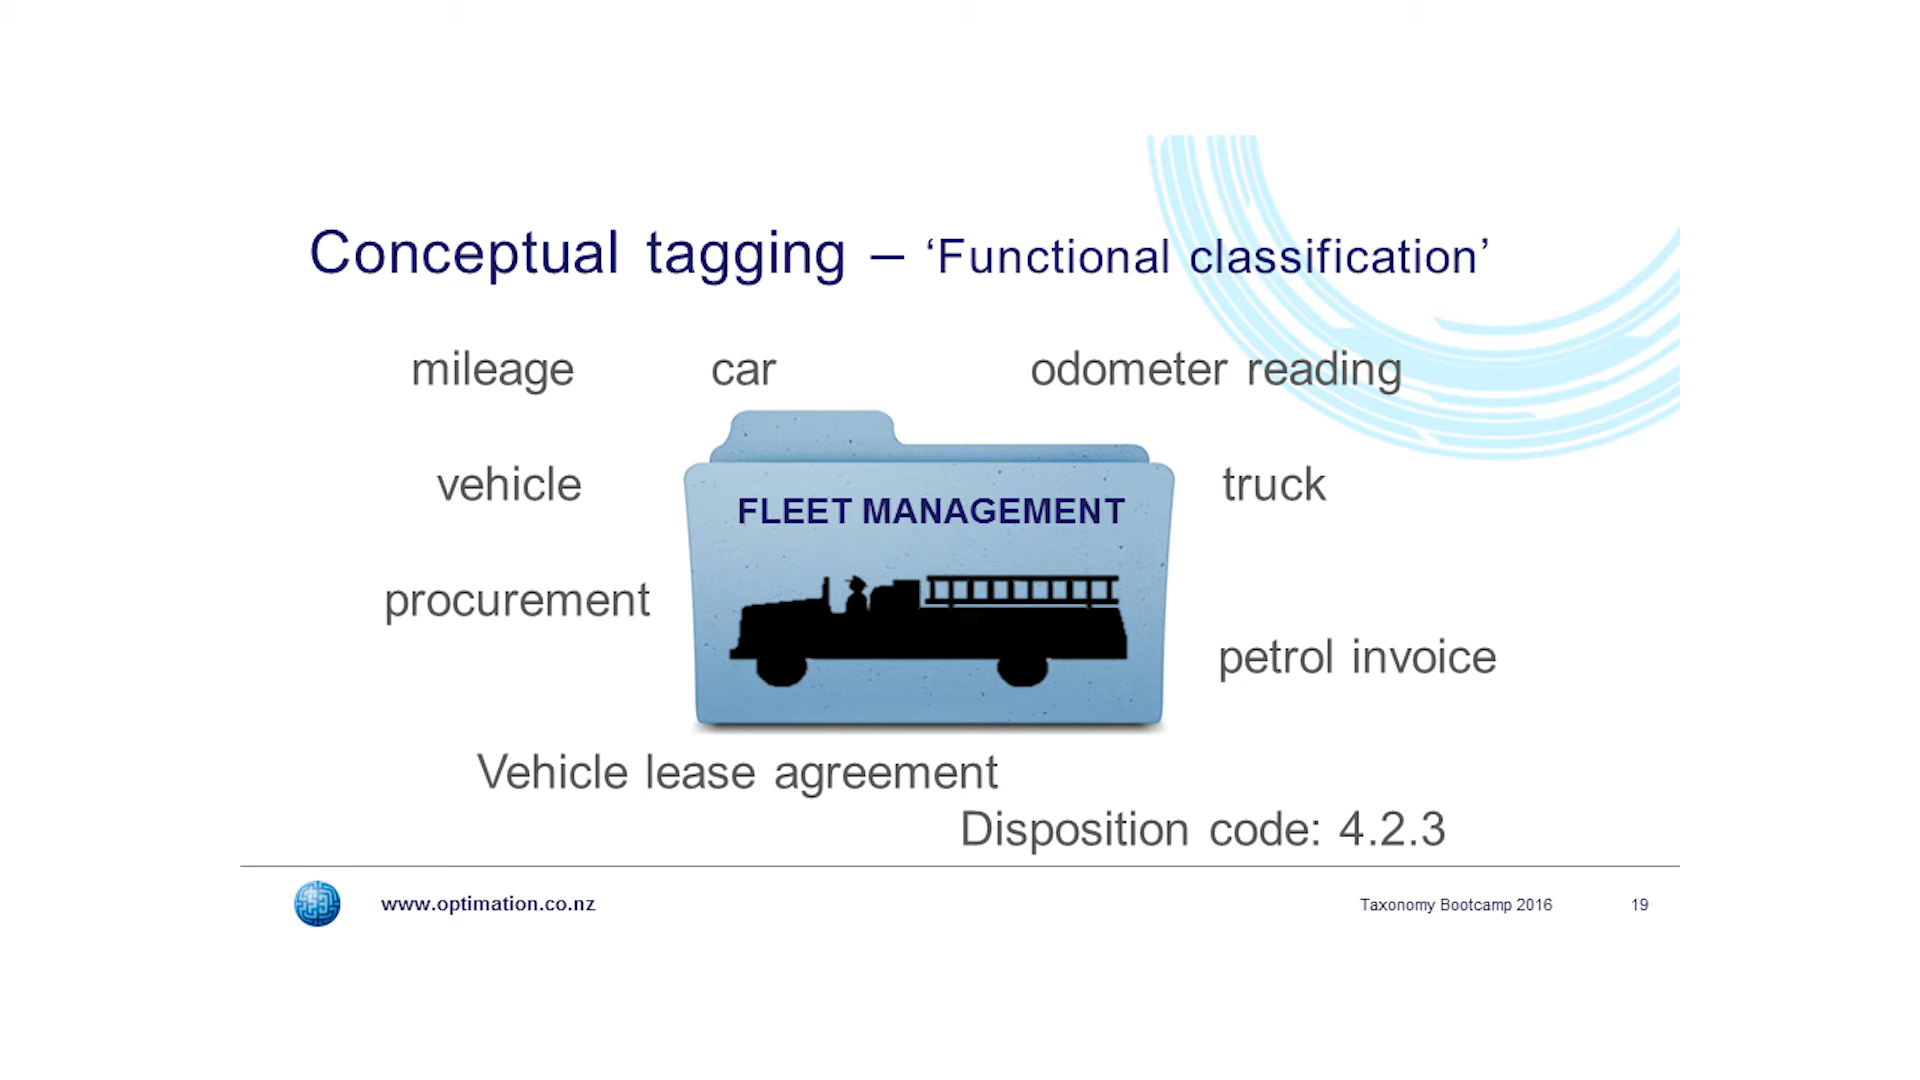 Conceptual tagging – ‘Functional classification’
mileage car odometer reading
vehicle truck
FLEET MANAGEMENT
procurement
petrol invoice
Vehicle lease agreement
Disposition code: 4.2.3
www.optimation.co.nz Taxonomy Bootcamp 2016 19